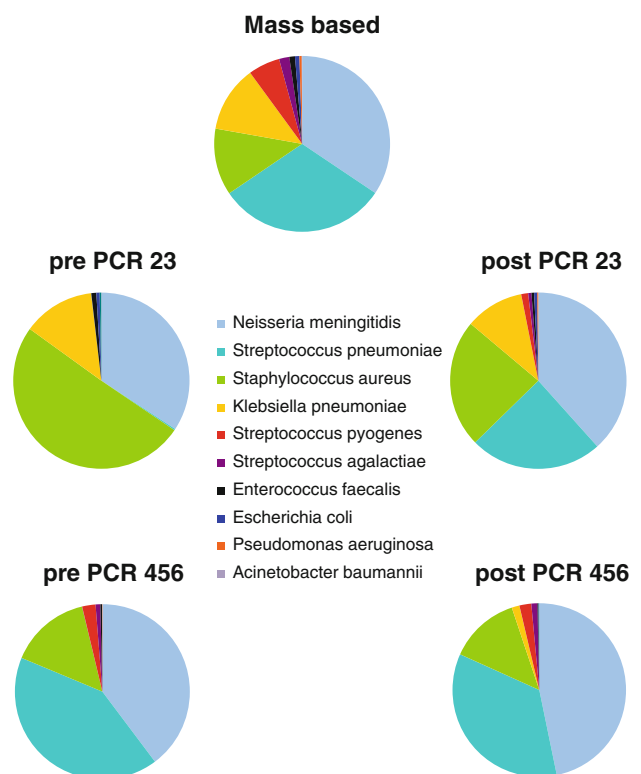 Mass based
pre PCR 23
post PCR 23
Neisseria meningitidis
Streptococcus pneumoniae
Staphylococcus aureus
Klebsiella pneumoniae
Streptococcus pyogenes
Streptococcus agalactiae
Enterococcus faecalis
Escherichia coli
Pseudomonas aeruginosa
Acinetobacter baumannii
pre PCR 456
post PCR 456